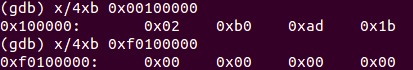 (gdb) x/4xb 0x00100000
0x100000:	0x02	0xb0	0xad	0x1b
(gdb) x/4xb 0xf0100000
0xf0100000:	0x00	0x00	0x00	0x00